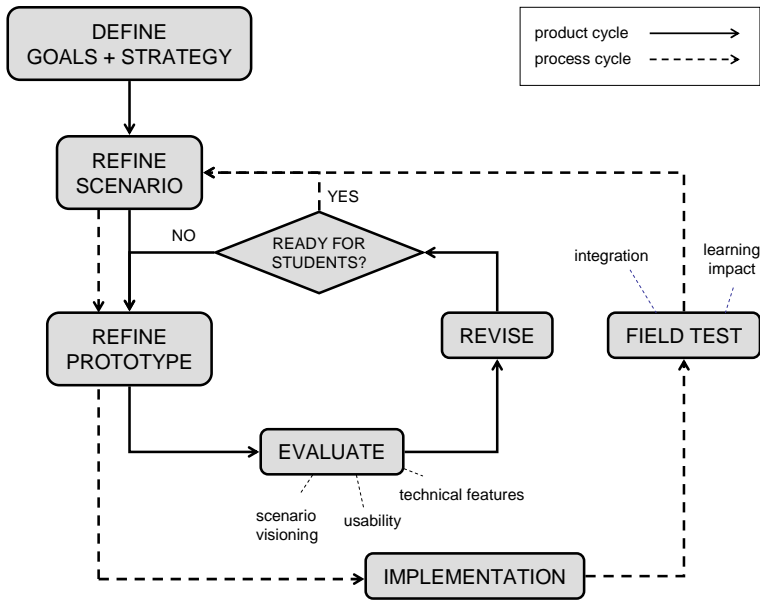 DEFINE
GOALS + STRATEGY
product cycle
process cycle
REFINE
SCENARIO
YES
NO
READY FOR
STUDENTS?
integration
learning
impact
REFINE
PROTOTYPE
REVISE
FIELD TEST
EVALUATE
technical features
scenario
visioning
usability
IMPLEMENTATION